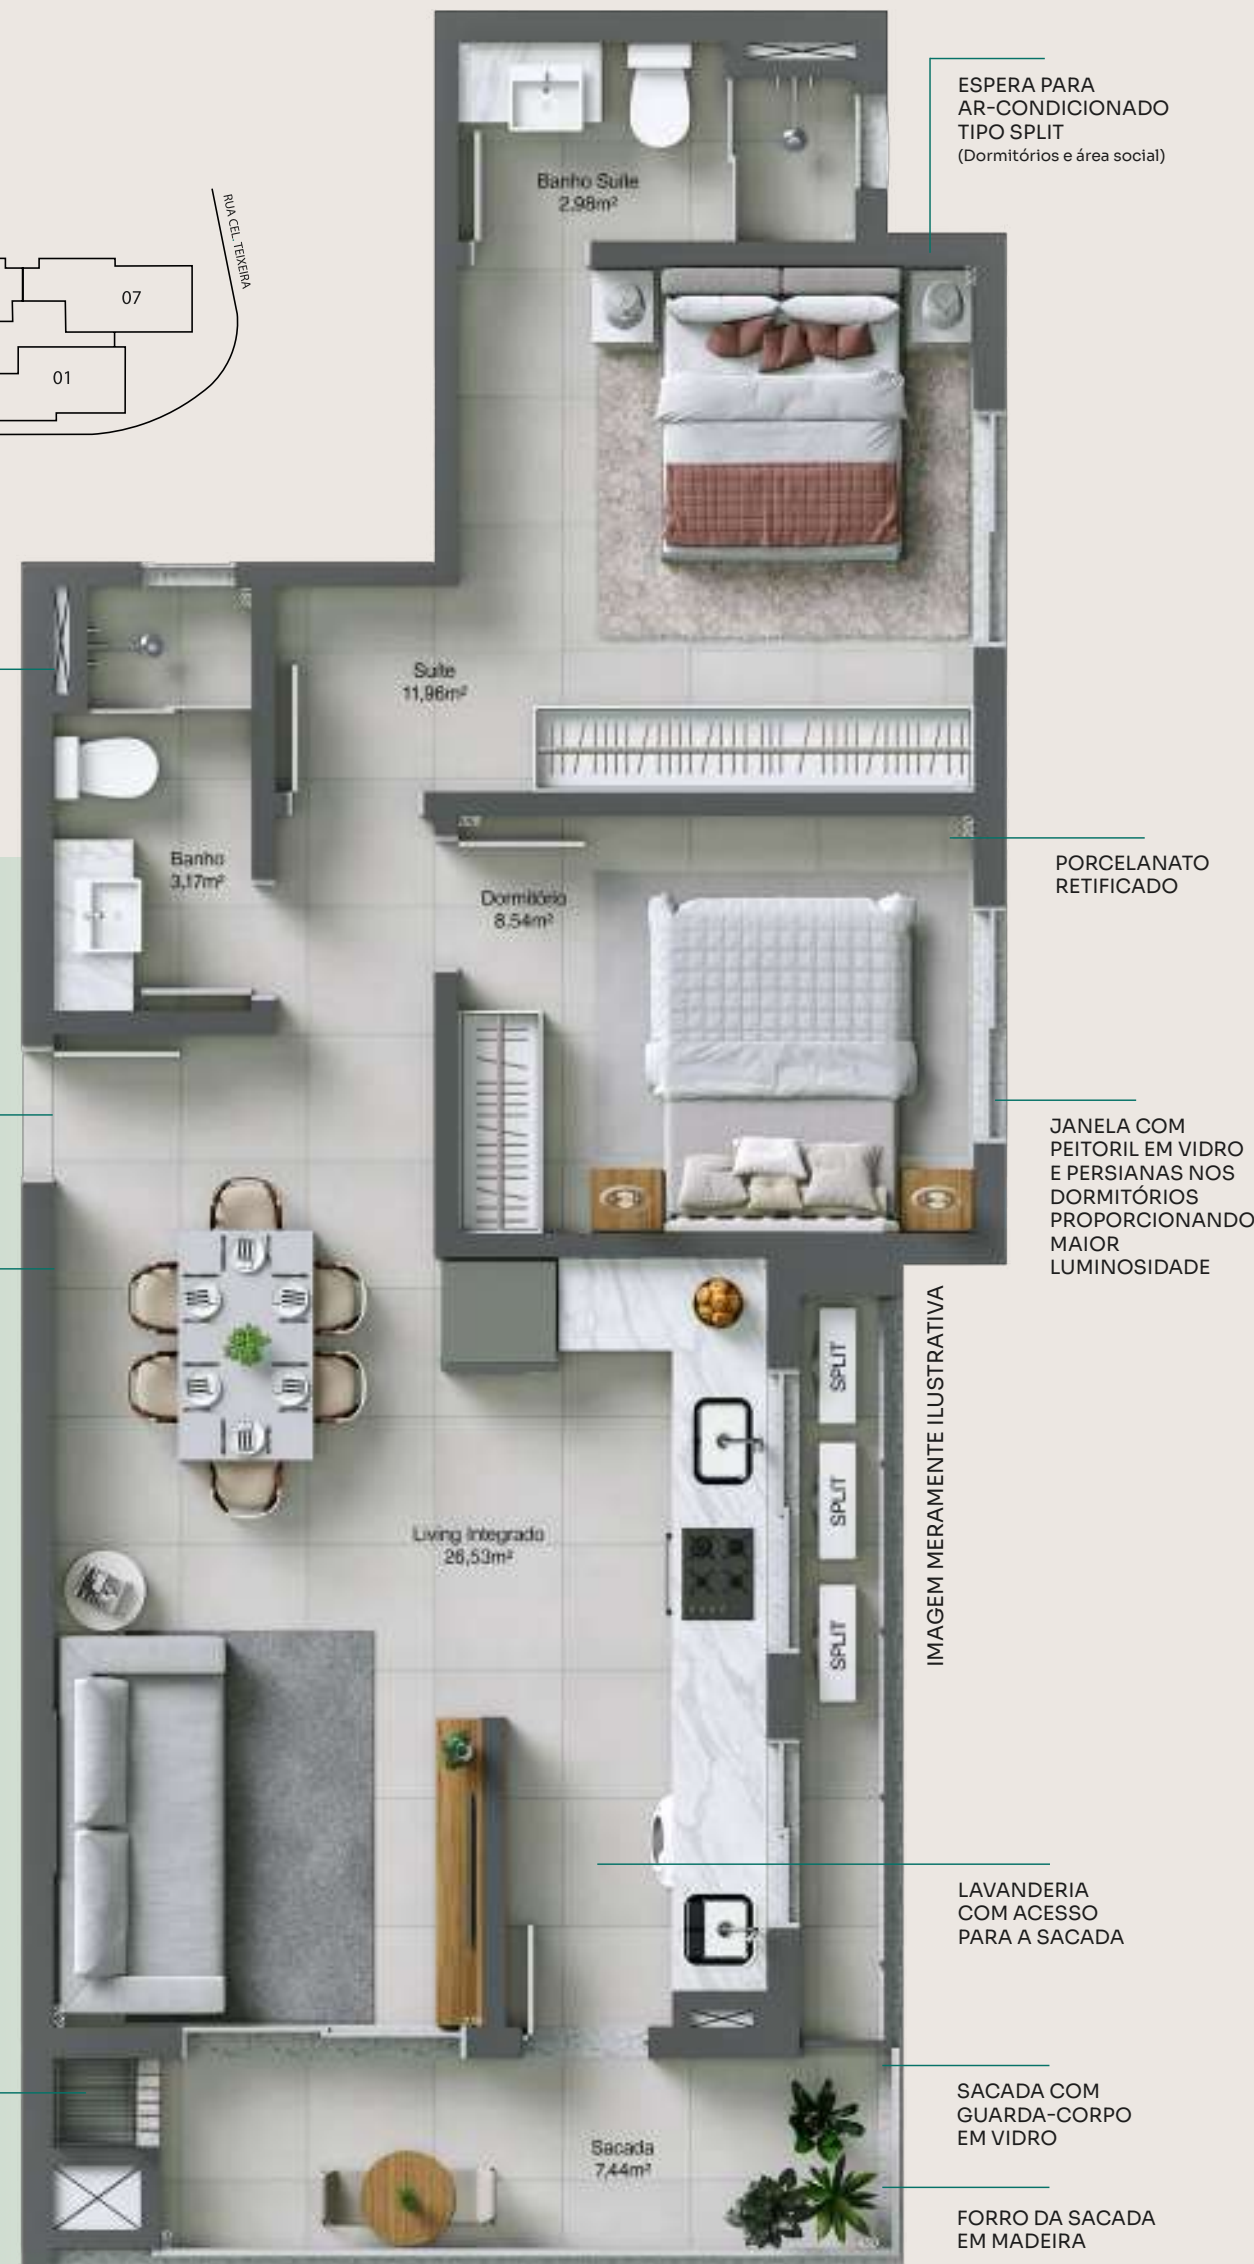 ESPERA PARA
AR-CONDICIONADO
TIPO SPLIT
(Dormitórios e área social)
Banho Suíte
2,98m²
RUA CEL. TEIXEIRA
07
01
Suíte
11,96m²
Banho
3,17m²
Dormitório
8,54m²
PORCELANATO
RETIFICADO
JANELA COM
PEITORIL EM VIDRO
E PERSIANAS NOS
DORMITÓRIOS
PROPORCIONANDO
MAIOR
LUMINOSIDADE
SPLIT
SPLIT
SPLIT
IMAGEM MERAMENTE ILUSTRATIVA
Living Integrado
26,53m²
LAVANDERIA
COM ACESSO
PARA A SACADA
SACADA COM
GUARDA-CORPO
EM VIDRO
Sacada
7,44m²
FORRO DA SACADA
EM MADEIRA